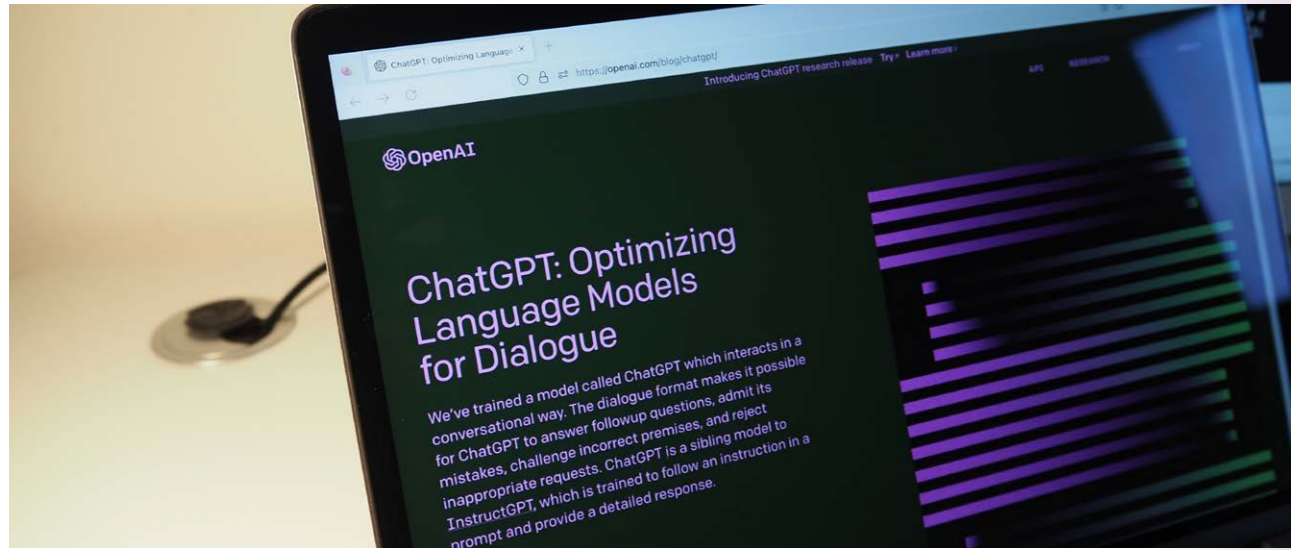 ChatGPT: Optimizing Language
https://openai.com/blog/chatgpt/
Introducing ChatGPT research release Try Learn more
API RESEARCH
OpenAI
ChatGPT: Optimizing
Language Models
for Dialogue
We've trained a model called ChatGPT which interacts in a
conversational way. The dialogue format makes it possible
for ChatGPT to answer followup questions, admit its
mistakes, challenge incorrect premises, and reject
inappropriate requests. ChatGPT is a sibling model to
InstructGPT, which is trained to follow an instruction in a
prompt and provide a detailed response.